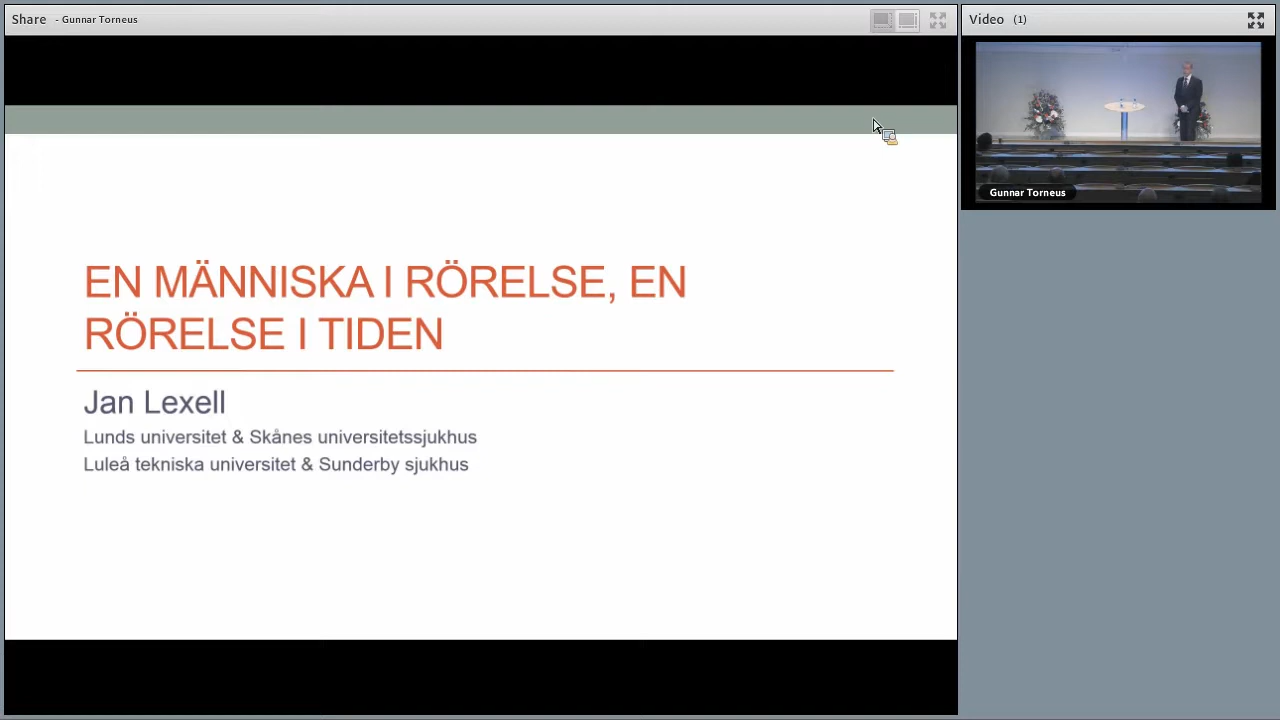 Share - Gunnar Torneus
Video (1)
EN MÄNNISKA I RÖRELSE, EN
RÖRELSE I TIDEN
Jan Lexell
Lunds universitet & Skånes universitetssjukhus
Luleå tekniska universitet & Sunderby sjukhus
Gunnar Torneus